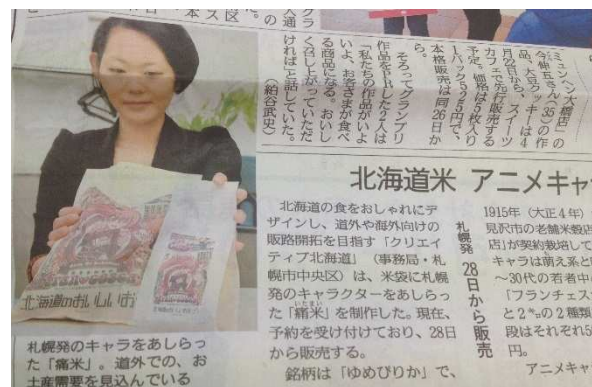 ミュンヘン大橋店」の
伸五さん(35)の作
品、大豆クッキーは4
月22日から、スイーツ
カフェで先行販売する
予定。価格は5枚入り
1パック525円で、
本格販売は同26日か
ら。
そろってグランプリ
作品をPRした2人は
「私たちの作品がいよ
いよ、お客さまが食べ
る商品になる。おいし
く召し上がっていただ
ければ」と話していた。
(粕谷武史)
北海道米 アニメキャ
札幌発 28日から販売
北海道の食をおしゃれにデ
ザインし、道外や海外向けの
販路開拓を目指す「クリエイ
ティブ北海道」(事務局・札
幌市中央区)は、米袋に札幌
発のキャラクターをあしらっ
た「痛米」を制作した。現在、
予約を受け付けており、28日
から販売する。
銘柄は「ゆめぴりか」で、
1915年(大正4年)
見沢市の老舗米穀店
店」が契約栽培して
キャラは萌え系と
〜30代の若者中
「フランチェス
と2㌔の2種類
段はそれぞれ5
円。
アニメキャ
北海道のおいしいお
札幌発のキャラをあしらっ
た「痛米」。道外での、お
土産需要を見込んでいる